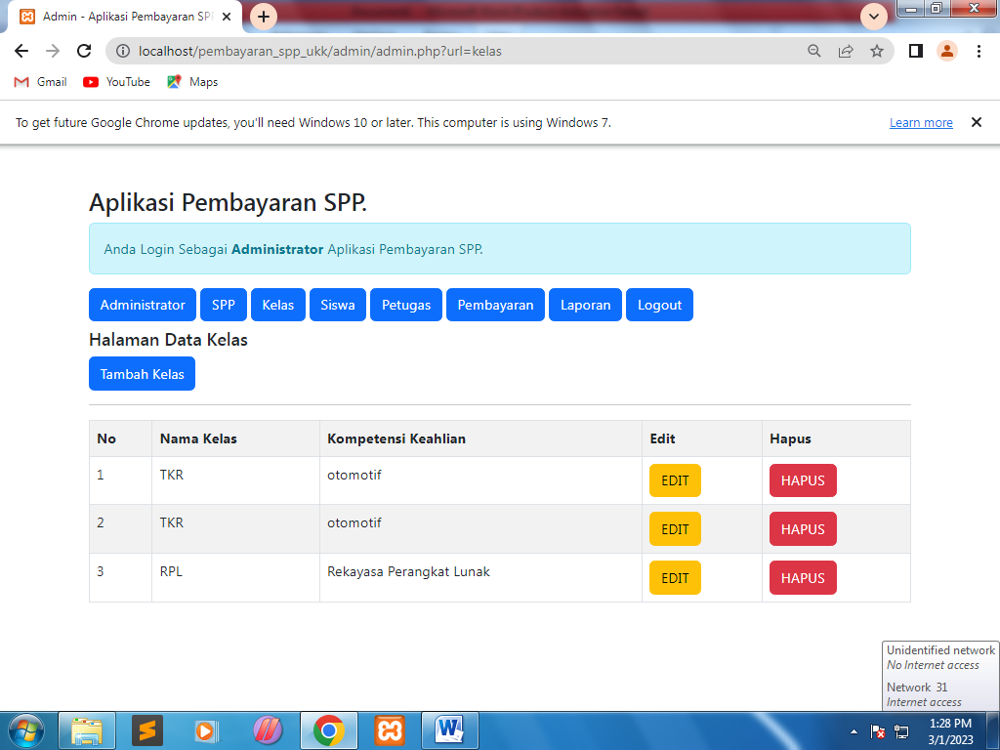 Admin - Aplikasi Pembayaran SPP
localhost/pembayaran_spp_ukk/admin/admin.php?url=kelas
Gmail YouTube Maps
To get future Google Chrome updates, you'll need Windows 10 or later. This computer is using Windows 7. Learn more
Aplikasi Pembayaran SPP.
Anda Login Sebagai Administrator Aplikasi Pembayaran SPP.
Administrator SPP Kelas Siswa Petugas Pembayaran Laporan Logout
Halaman Data Kelas
Tambah Kelas
No Nama Kelas Kompetensi Keahlian Edit Hapus
1 TKR otomotif EDIT HAPUS
2 TKR otomotif EDIT HAPUS
3 RPL Rekayasa Perangkat Lunak EDIT HAPUS
Unidentified network
No Internet access
Network 31
Internet access
1:28 PM
3/1/2023